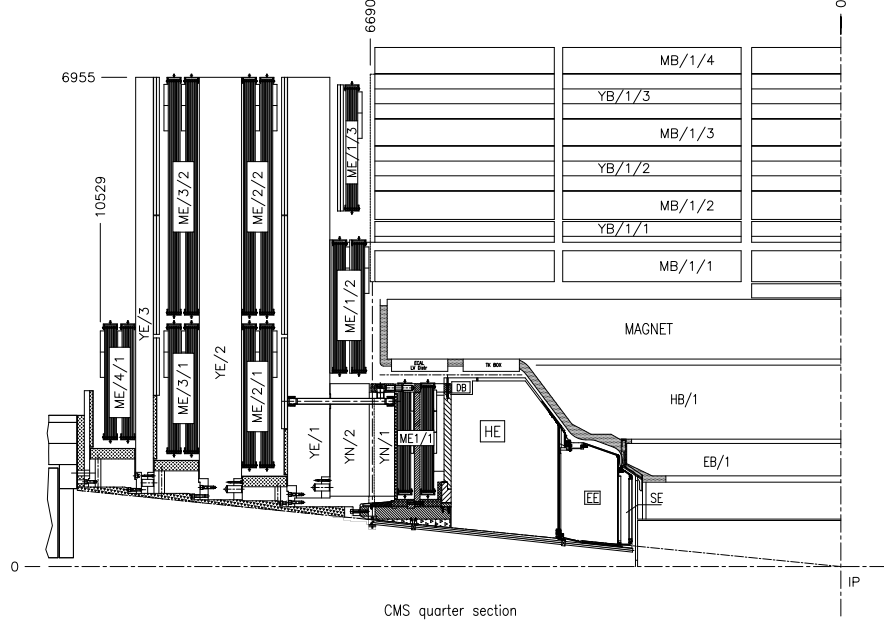 0
6690
MB/1/4
6955
YB/1/3
MB/1/3
ME/1/3
YB/1/2
ME/3/2
ME/2/2
10529
MB/1/2
YB/1/1
MB/1/1
ME/1/2
YE/3
MAGNET
YE/2
ECAL
LV Distr
TK BOX
ME/4/1
ME/3/1
ME/2/1
DB
HB/1
HE
ME1/1
YE/1
YN/2
YN/1
EB/1
EE
SE
0
IP
CMS quarter section